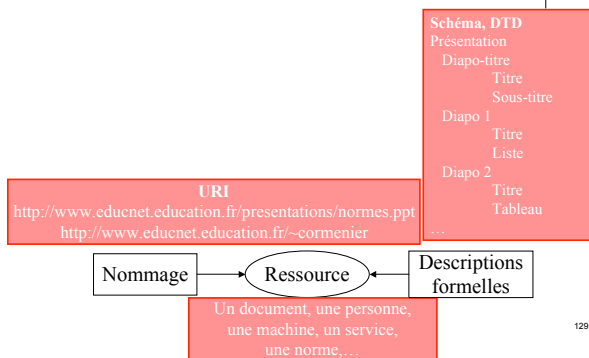 Schéma, DTD
Présentation
Diapo-titre
Titre
Sous-titre
Diapo 1
Titre
Liste
Diapo 2
Titre
Tableau
…
URI
http://www.educnet.education.fr/presentations/normes.ppt
http://www.educnet.education.fr/~cormenier
Nommage
Ressource
Descriptions
formelles
Un document, une personne,
une machine, un service,
une norme,…
129